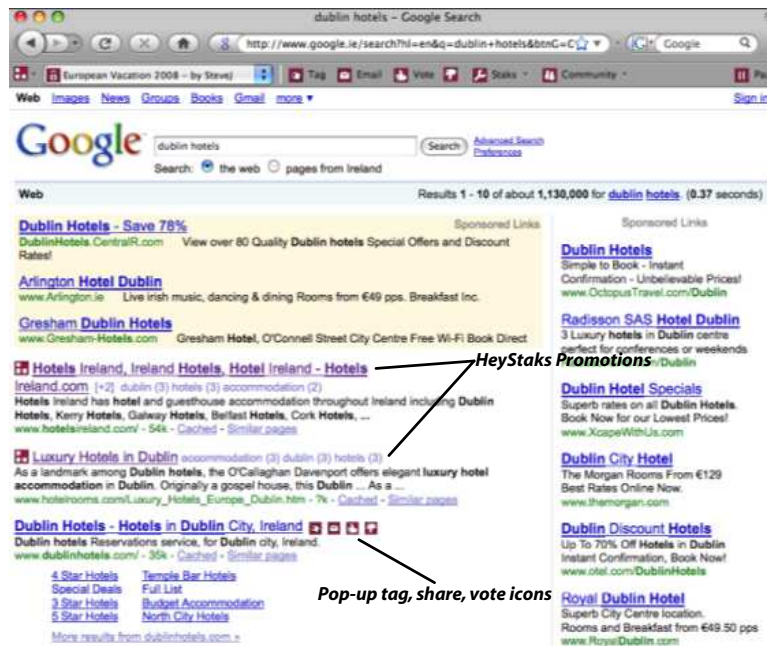 dublin hotels - Google Search
http://www.google.ie/search?hl=en&q=dublin+hotels&btnG=G
Google
European Vacation 2008 - by SteveJ Tag Email Vote Staks Community
Web Images News Groups Books Gmail more ▼ Sign in
Google dublin hotels Search Advanced Search
Preferences
Search: the web pages from Ireland
Web Results 1 - 10 of about 1,130,000 for dublin hotels. (0.37 seconds)
Dublin Hotels - Save 78% Sponsored Links
DublinHotels.CentralR.com View over 80 Quality Dublin hotels Special Offers and Discount
Rates!
Arlington Hotel Dublin
www.Arlington.ie Live irish music, dancing & dining Rooms from €49 pps. Breakfast Inc.
Gresham Dublin Hotels
www.Gresham-Hotels.com Gresham Hotel, O'Connell Street City Centre Free Wi-Fi Book Direct
Hotels Ireland, Ireland Hotels, Hotel Ireland - Hotels
Ireland.com [+2] dublin (3) hotels (3) accommodation (2)
Hotels Ireland has hotel and guesthouse accommodation throughout Ireland including Dublin
Hotels, Kerry Hotels, Galway Hotels, Belfast Hotels, Cork Hotels, ...
www.hotelsireland.com/ - 54k - Cached - Similar pages
Luxury Hotels in Dublin accommodation (3) dublin (3) hotels (3)
As a landmark among Dublin hotels, the O'Callaghan Davenport offers elegant luxury hotel
accommodation in Dublin. Originally a gospel house, this Dublin ... As a ...
www.hotelrooms.com/Luxury_Hotels_Europe_Dublin.htm - 7k - Cached - Similar pages
Dublin Hotels - Hotels in Dublin City, Ireland
Dublin hotels Reservations service, for Dublin city, Ireland.
www.dublinhotels.com/ - 35k - Cached - Similar pages
4 Star Hotels Temple Bar Hotels
Special Deals Full List
3 Star Hotels Budget Accommodation
5 Star Hotels North City Hotels
More results from dublinhotels.com »
HeyStaks Promotions
Pop-up tag, share, vote icons
Sponsored Links
Dublin Hotels
Simple to Book - Instant
Confirmation - Unbelievable Prices!
www.OctopusTravel.com/Dublin
Radisson SAS Hotel Dublin
3 Luxury hotels in Dublin centre
perfect for conferences or weekends
/Dublin
Dublin Hotel Specials
Superb rates on all Dublin Hotels.
Book Now for our Lowest Prices!
www.XcapeWithUs.com
Dublin City Hotel
The Morgan Rooms From €129
Best Rates Online Now.
www.themorgan.com
Dublin Discount Hotels
Up To 70% Off Hotels in Dublin
Instant Confirmation, Book Now!
www.otel.com/DublinHotels
Royal Dublin Hotel
Superb City Centre location.
Rooms and Breakfast from €49.50 pps
www.RoyalDublin.com